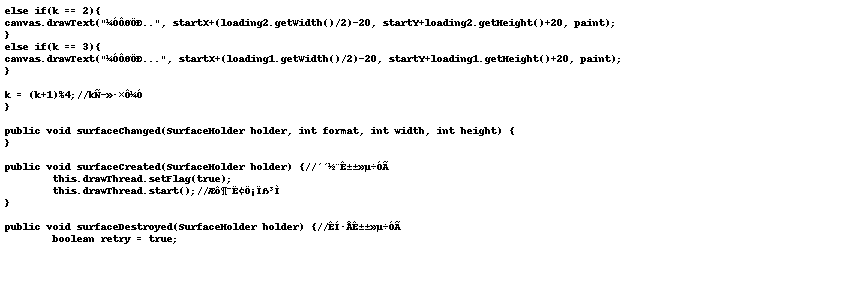 else if(k == 2){
canvas.drawText("¼ÓÔØÖÐ..", startX+(loading2.getWidth()/2)-20, startY+loading2.getHeight()+20, paint);
}
else if(k == 3){
canvas.drawText("¼ÓÔØÖÐ...", startX+(loading1.getWidth()/2)-20, startY+loading1.getHeight()+20, paint);
}
k = (k+1)%4;//kÑ­»·×Ô¼Ó
}
public void surfaceChanged(SurfaceHolder holder, int format, int width, int height) {
}
public void surfaceCreated(SurfaceHolder holder) {//´´½¨Ê±±»µ÷ÓÃ
this.drawThread.setFlag(true);
this.drawThread.start();//Æô¶¯Ë¢Ö¡Ïß³Ì
}
public void surfaceDestroyed(SurfaceHolder holder) {//ÊÍ·ÅÊ±±»µ÷ÓÃ
boolean retry = true;